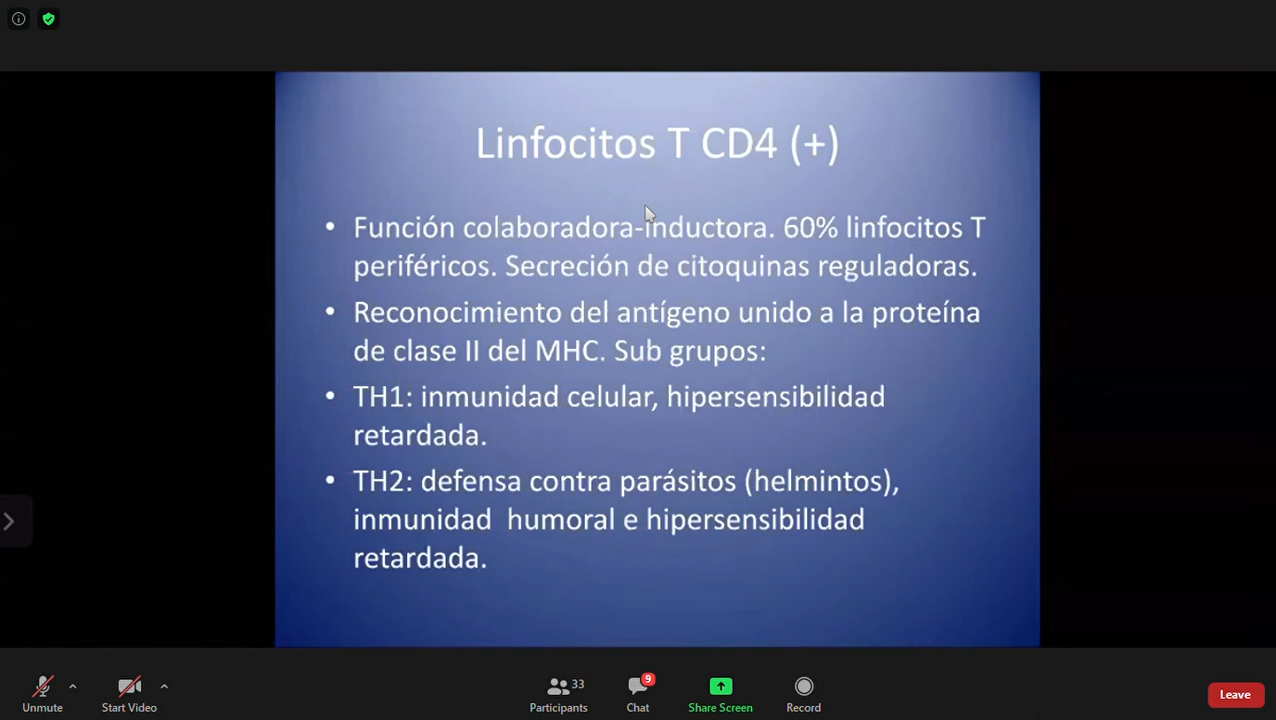 Linfocitos T CD4 (+)
• Función colaboradora-inductora. 60% linfocitos T
periféricos. Secreción de citoquinas reguladoras.
• Reconocimiento del antígeno unido a la proteína
de clase II del MHC. Sub grupos:
• TH1: inmunidad celular, hipersensibilidad
retardada.
• TH2: defensa contra parásitos (helmintos),
inmunidad humoral e hipersensibilidad
retardada.
Unmute
Start Video
33
Participants
9
Chat
Share Screen
Record
Leave